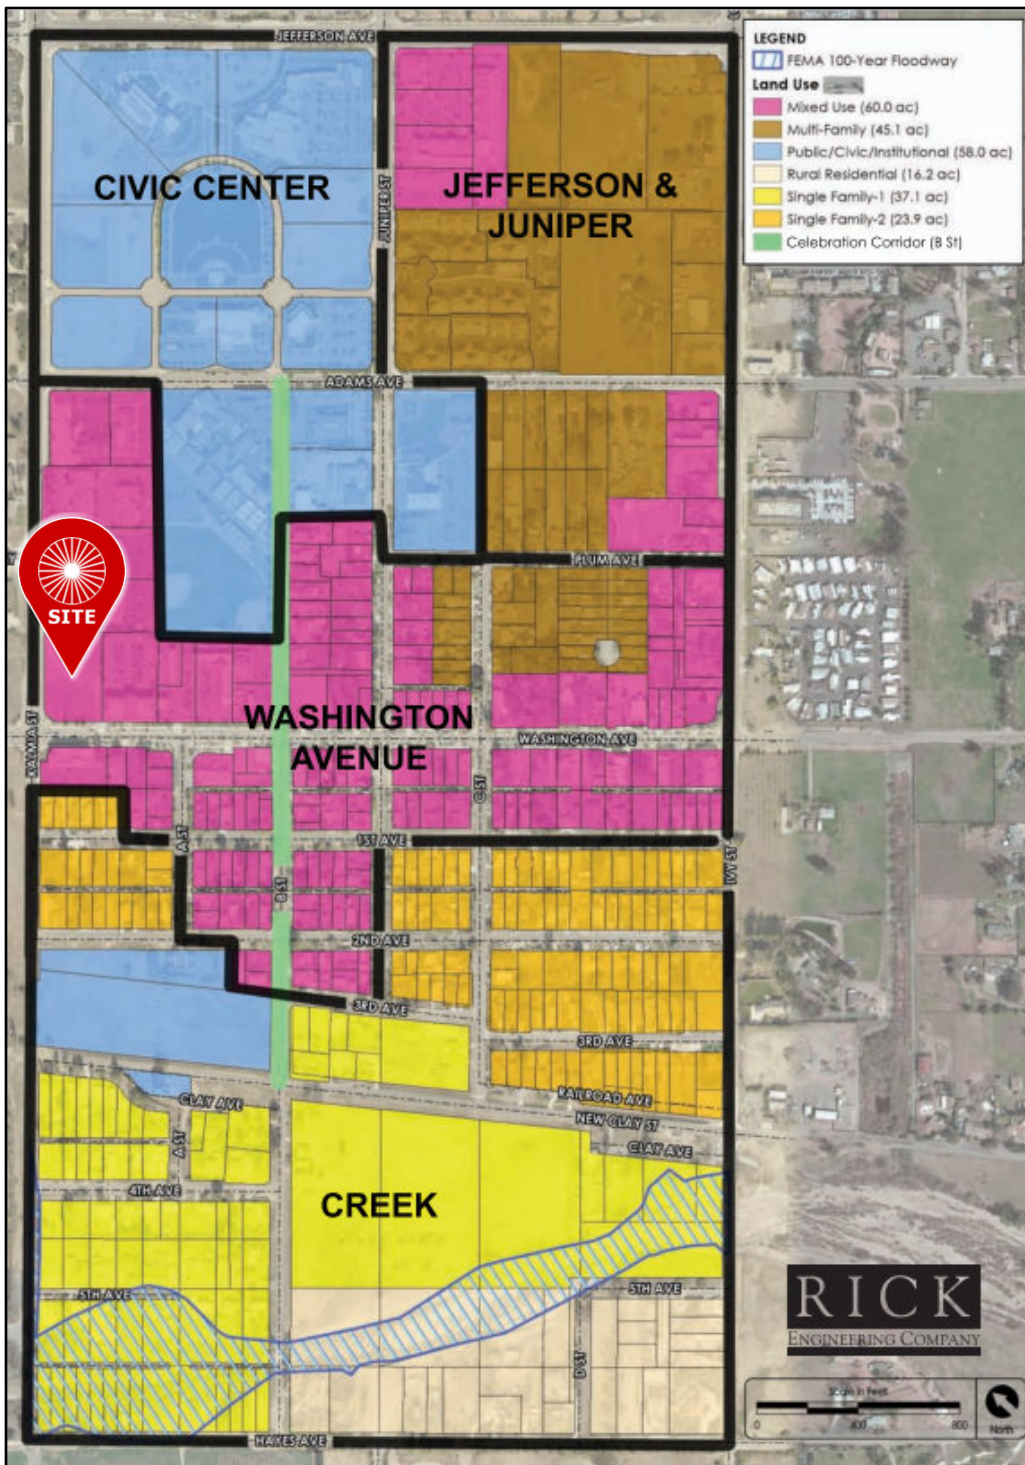 JEFFERSON AVE
LEGEND
FEMA 100-Year Floodway
Land Use
Mixed Use (60.0 ac)
Multi-Family (45.1 ac)
Public/Civic/Institutional (58.0 ac)
Rural Residential (16.2 ac)
Single Family-1 (37.1 ac)
Single Family-2 (23.9 ac)
Celebration Corridor (B St)
CIVIC CENTER
JUNIPER ST
JEFFERSON &
JUNIPER
ADAMS AVE
PLUM AVE
SITE
KALMIA ST
WASHINGTON
AVENUE
WASHINGTON AVE
C ST
A ST
1ST AVE
IVY ST
B ST
2ND AVE
3RD AVE
3RD AVE
RAILROAD AVE
CLAY AVE
NEW CLAY ST
A ST
CLAY AVE
4TH AVE
CREEK
5TH AVE
5TH AVE
D ST
HAYES AVE
RICK
ENGINEERING COMPANY
Scale in Feet
0 400 800
North